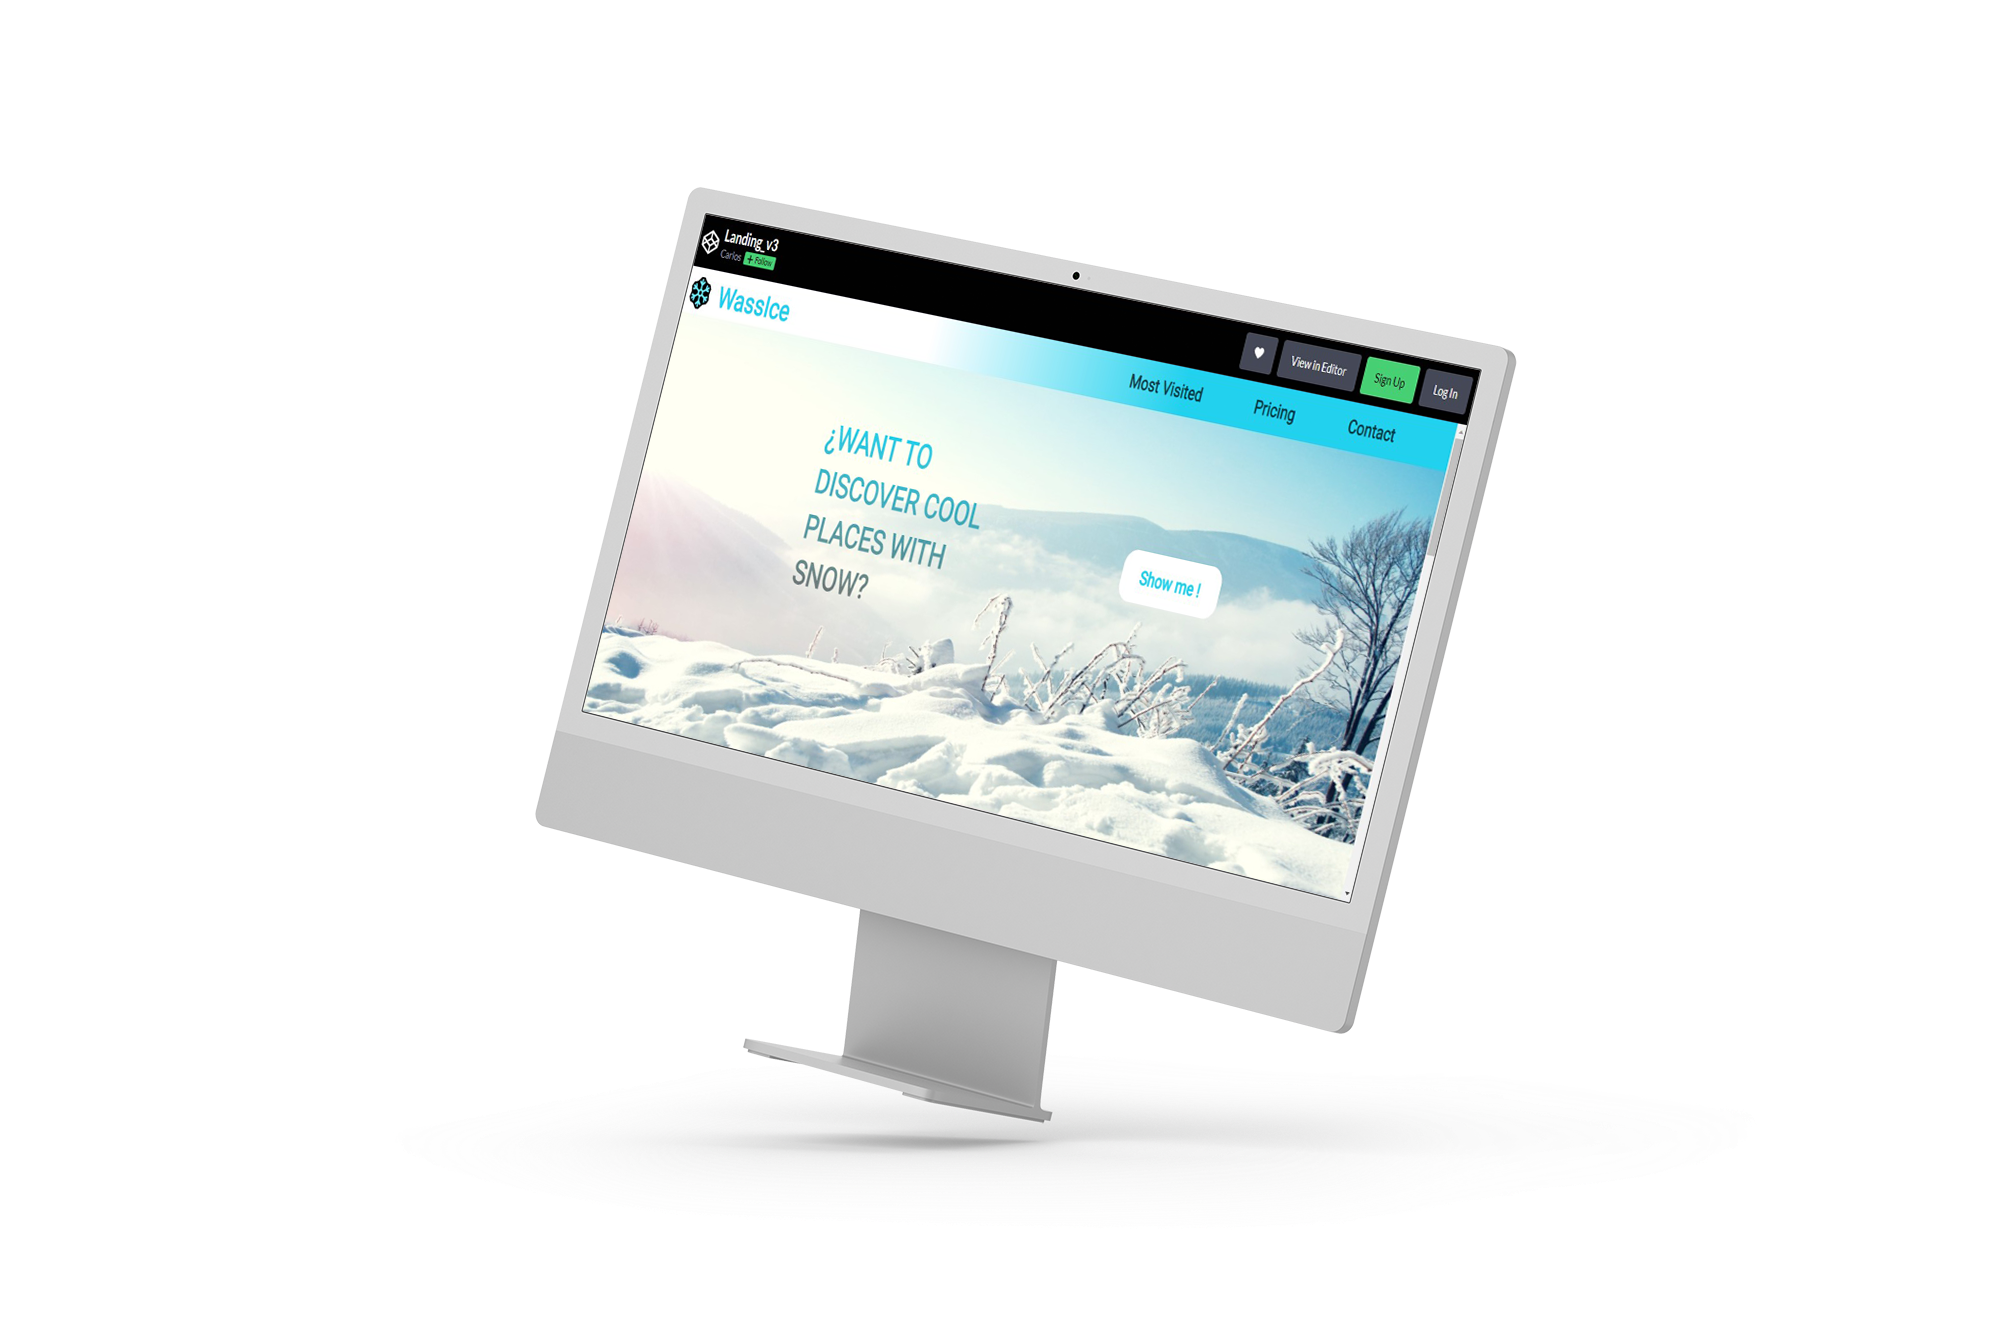 Landing_v3
Carlos + Follow
View in Editor
Sign Up
Log In
WassIce
Most Visited
Pricing
Contact
¿WANT TO
DISCOVER COOL
PLACES WITH
SNOW?
Show me !